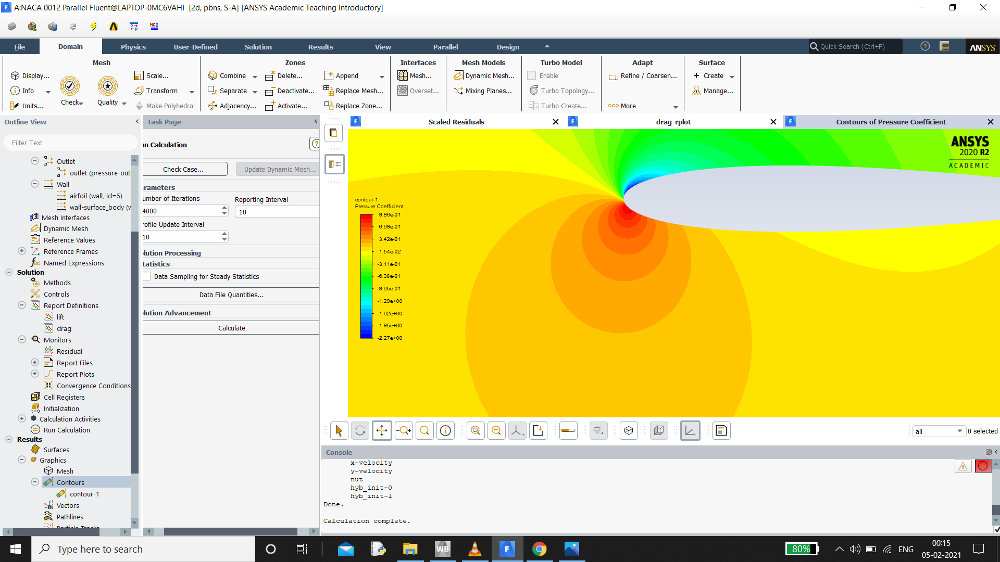 A:NACA 0012 Parallel Fluent@LAPTOP-0MC6VAHI [2d, pbns, S-A] [ANSYS Academic Teaching Introductory]
File Domain Physics User-Defined Solution Results View Parallel Design Quick Search (Ctrl+F) ANSYS
Mesh
Display...
Info
Units...
Check
Quality
Scale...
Transform
Make Polyhedra
Zones
Combine
Separate
Adjacency...
Delete...
Deactivate...
Activate...
Append
Replace Mesh...
Replace Zone...
Interfaces
Mesh...
Overset...
Mesh Models
Dynamic Mesh...
Mixing Planes...
Turbo Model
Enable
Turbo Topology...
Turbo Create...
Adapt
Refine / Coarsen...
More
Surface
Create
Manage...
Outline View
Filter Text
Outlet
outlet (pressure-out
Wall
airfoil (wall, id=5)
wall-surface_body (w
Mesh Interfaces
Dynamic Mesh
Reference Values
Reference Frames
Named Expressions
Solution
Methods
Controls
Report Definitions
lift
drag
Monitors
Residual
Report Files
Report Plots
Convergence Conditions
Cell Registers
Initialization
Calculation Activities
Run Calculation
Results
Surfaces
Graphics
Mesh
Contours
contour-1
Vectors
Pathlines
Particle Tracks
Task Page
un Calculation
Check Case... Update Dynamic Mesh...
rameters
umber of Iterations Reporting Interval
4000 10
rofile Update Interval
10
olution Processing
tatistics
Data Sampling for Steady Statistics
Data File Quantities...
olution Advancement
Calculate
Scaled Residuals
drag-rplot
Contours of Pressure Coefficient
ANSYS
2020 R2
ACADEMIC
contour-1
Pressure Coefficient
9.96e-01
6.69e-01
3.42e-01
1.54e-02
-3.11e-01
-6.38e-01
-9.65e-01
-1.29e+00
-1.62e+00
-1.95e+00
-2.27e+00
all 0 selected
Console
x-velocity
y-velocity
nut
hyb_init-0
hyb_init-1
Done.
Calculation complete.
Type here to search
WB
80%
ENG
00:15
05-02-2021